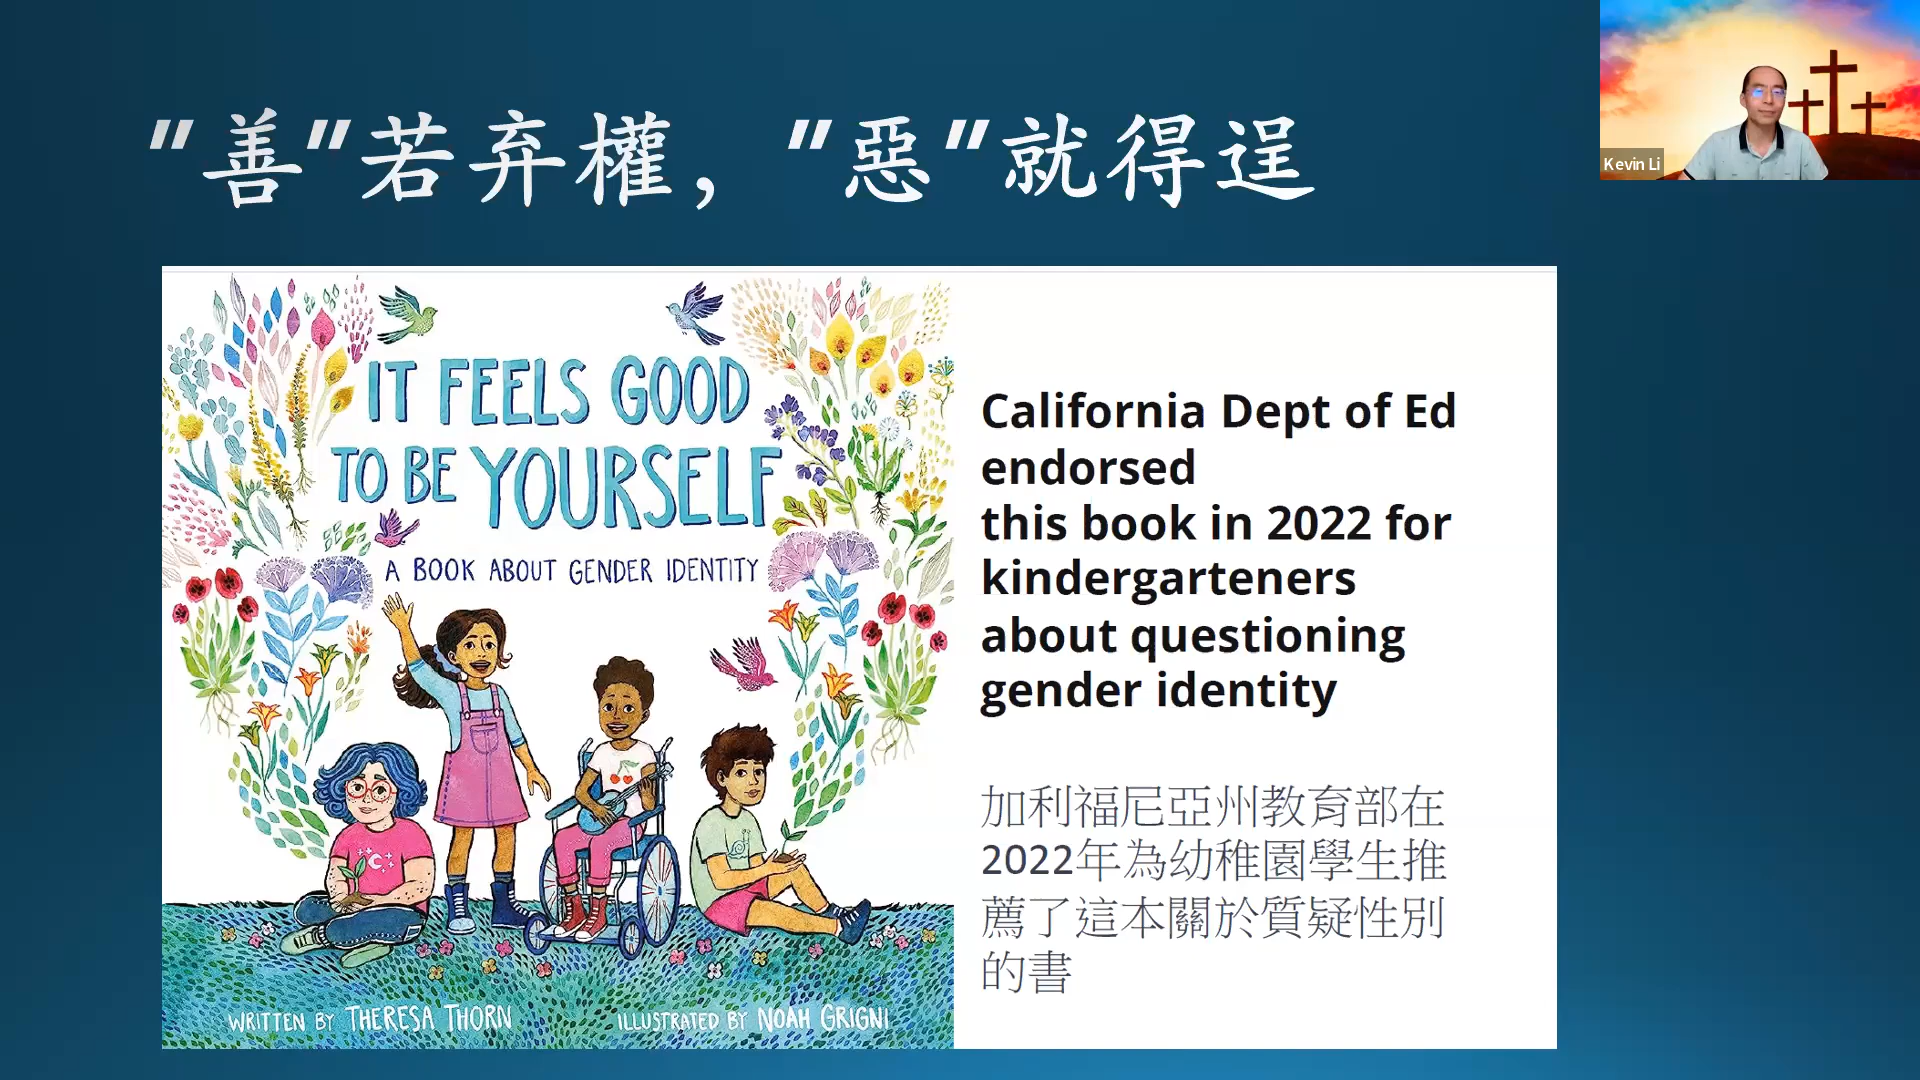 "善"若弃權，"惡"就得逞
Kevin Li
IT FEELS GOOD
TO BE YOURSELF
A BOOK ABOUT GENDER IDENTITY
WRITTEN BY THERESA THORN
ILLUSTRATED BY NOAH GRIGNI
California Dept of Ed
endorsed
this book in 2022 for
kindergarteners
about questioning
gender identity
加利福尼亞州教育部在
2022年為幼稚園學生推
薦了這本關於質疑性別
的書